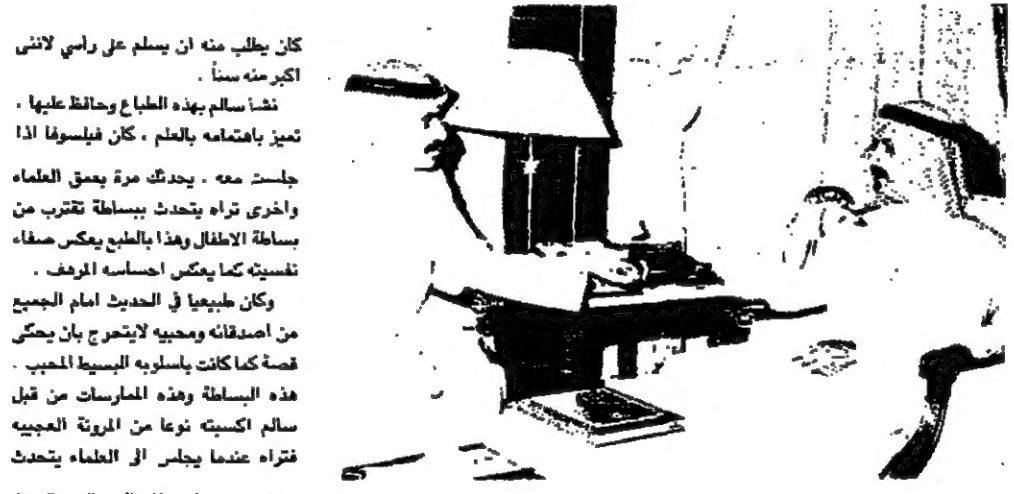 كان يطلب منه ان يسلم على رأسي لانني
اكبر منه سناً .
نشأ سالم بهذه الطباع وحافظ عليها .
تميز باهتمامه بالعلم ، كان فيلسوفا اذا
جلست معه . يحدثك مرة بعمق العلماء
واخرى تراه يتحدث ببساطة تقترب من
بساطة الاطفال وهذا بالطبع يعكس صفاء
نفسيته كما يعكس احساسه المرهف .
وكان طبيعيا في الحديث امام الجميع
من اصدقائه ومحبيه لايتحرج بان يحكى
قصة كما كانت باسلوبه البسيط المحبب .
هذه البساطة وهذه الممارسات من قبل
سالم اكسبته نوعا من المرونة العجيبه
فتراه عندما يجلس الى العلماء يتحدث